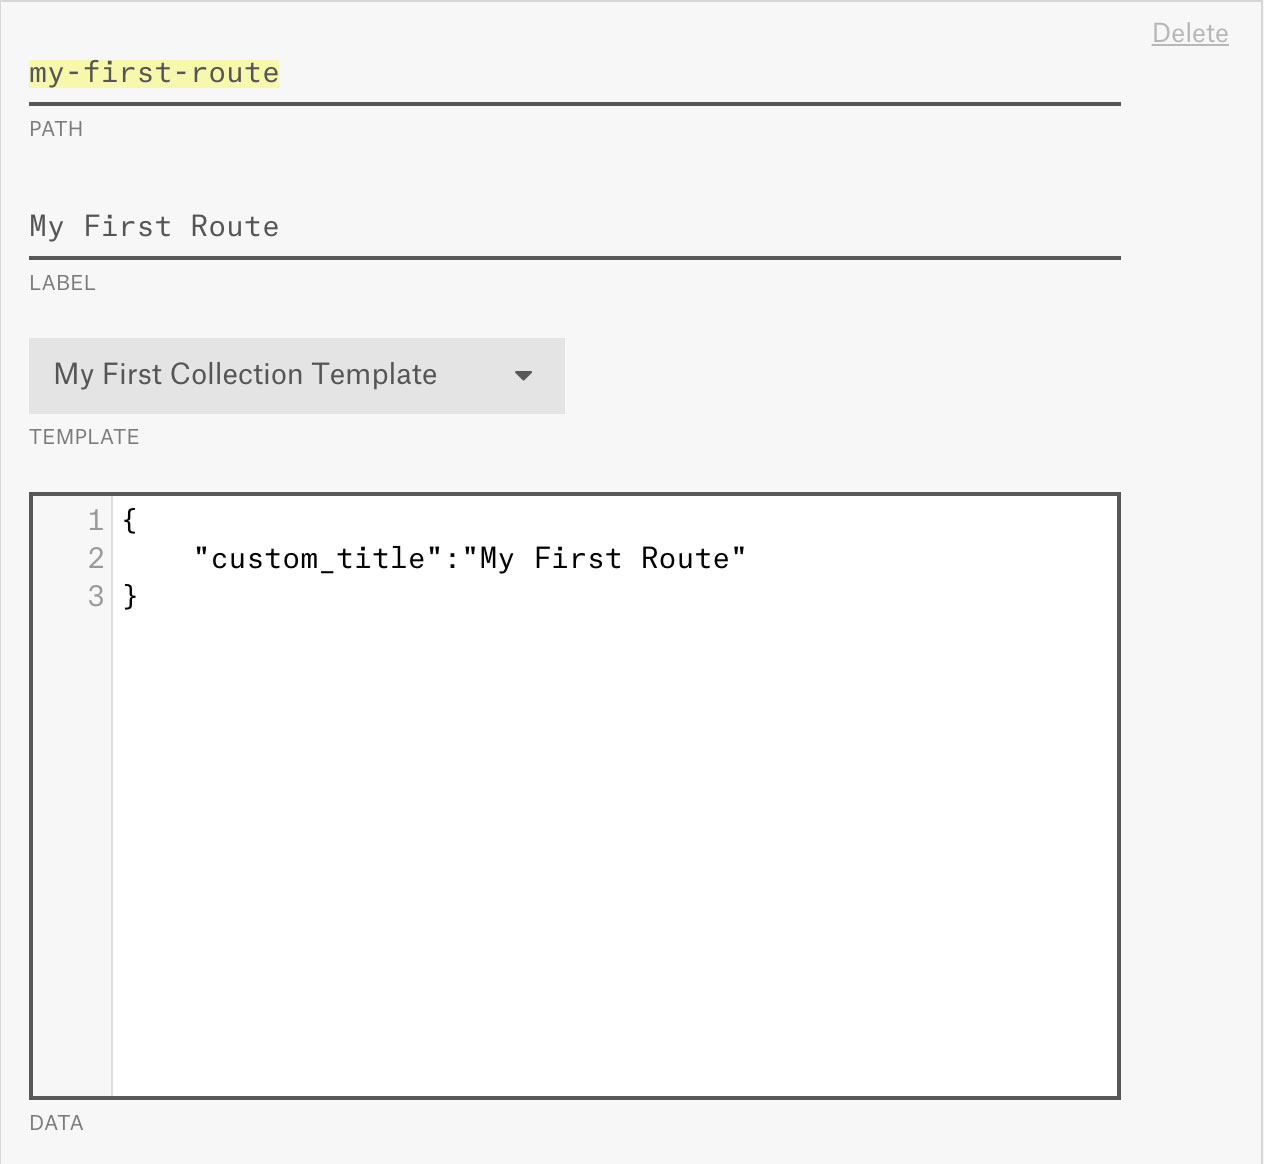 Delete
my-first-route
PATH
My First Route
LABEL
My First Collection Template
TEMPLATE
1 {
2 "custom_title":"My First Route"
3 }
DATA